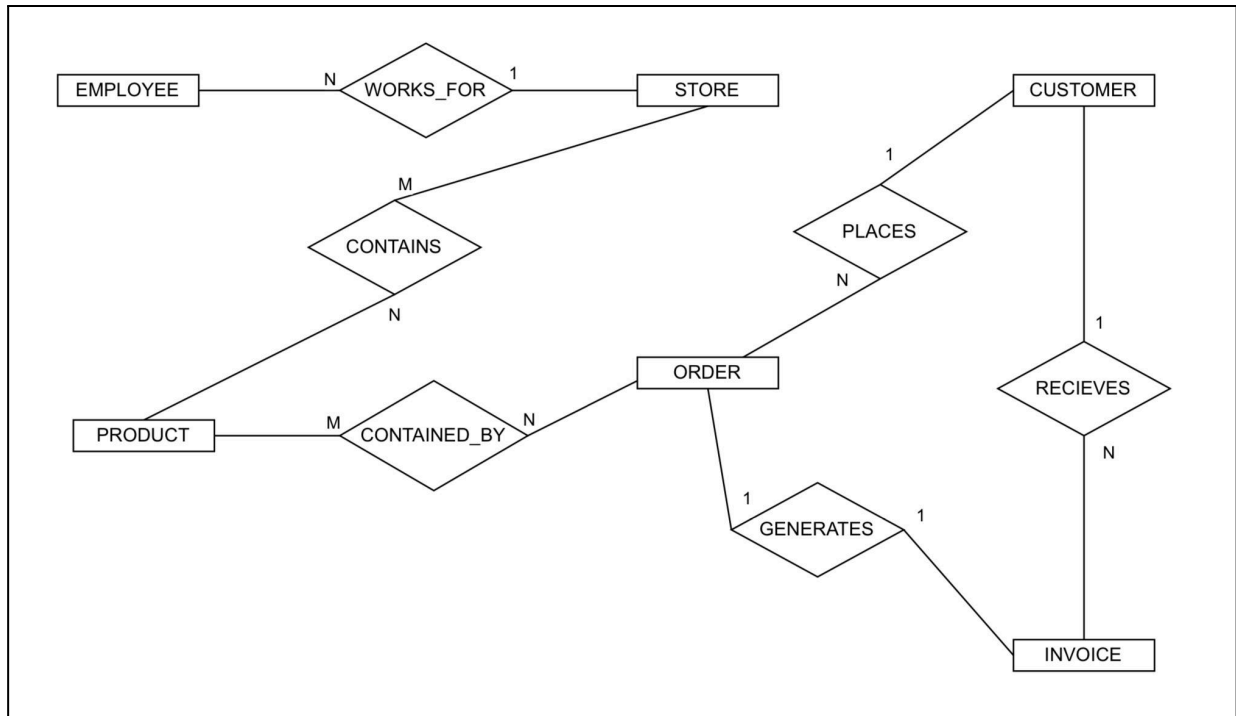 EMPLOYEE
N
WORKS_FOR
1
STORE
CUSTOMER
M
CONTAINS
N
1
PLACES
N
ORDER
1
RECIEVES
N
PRODUCT
M
CONTAINED_BY
N
1
GENERATES
1
INVOICE